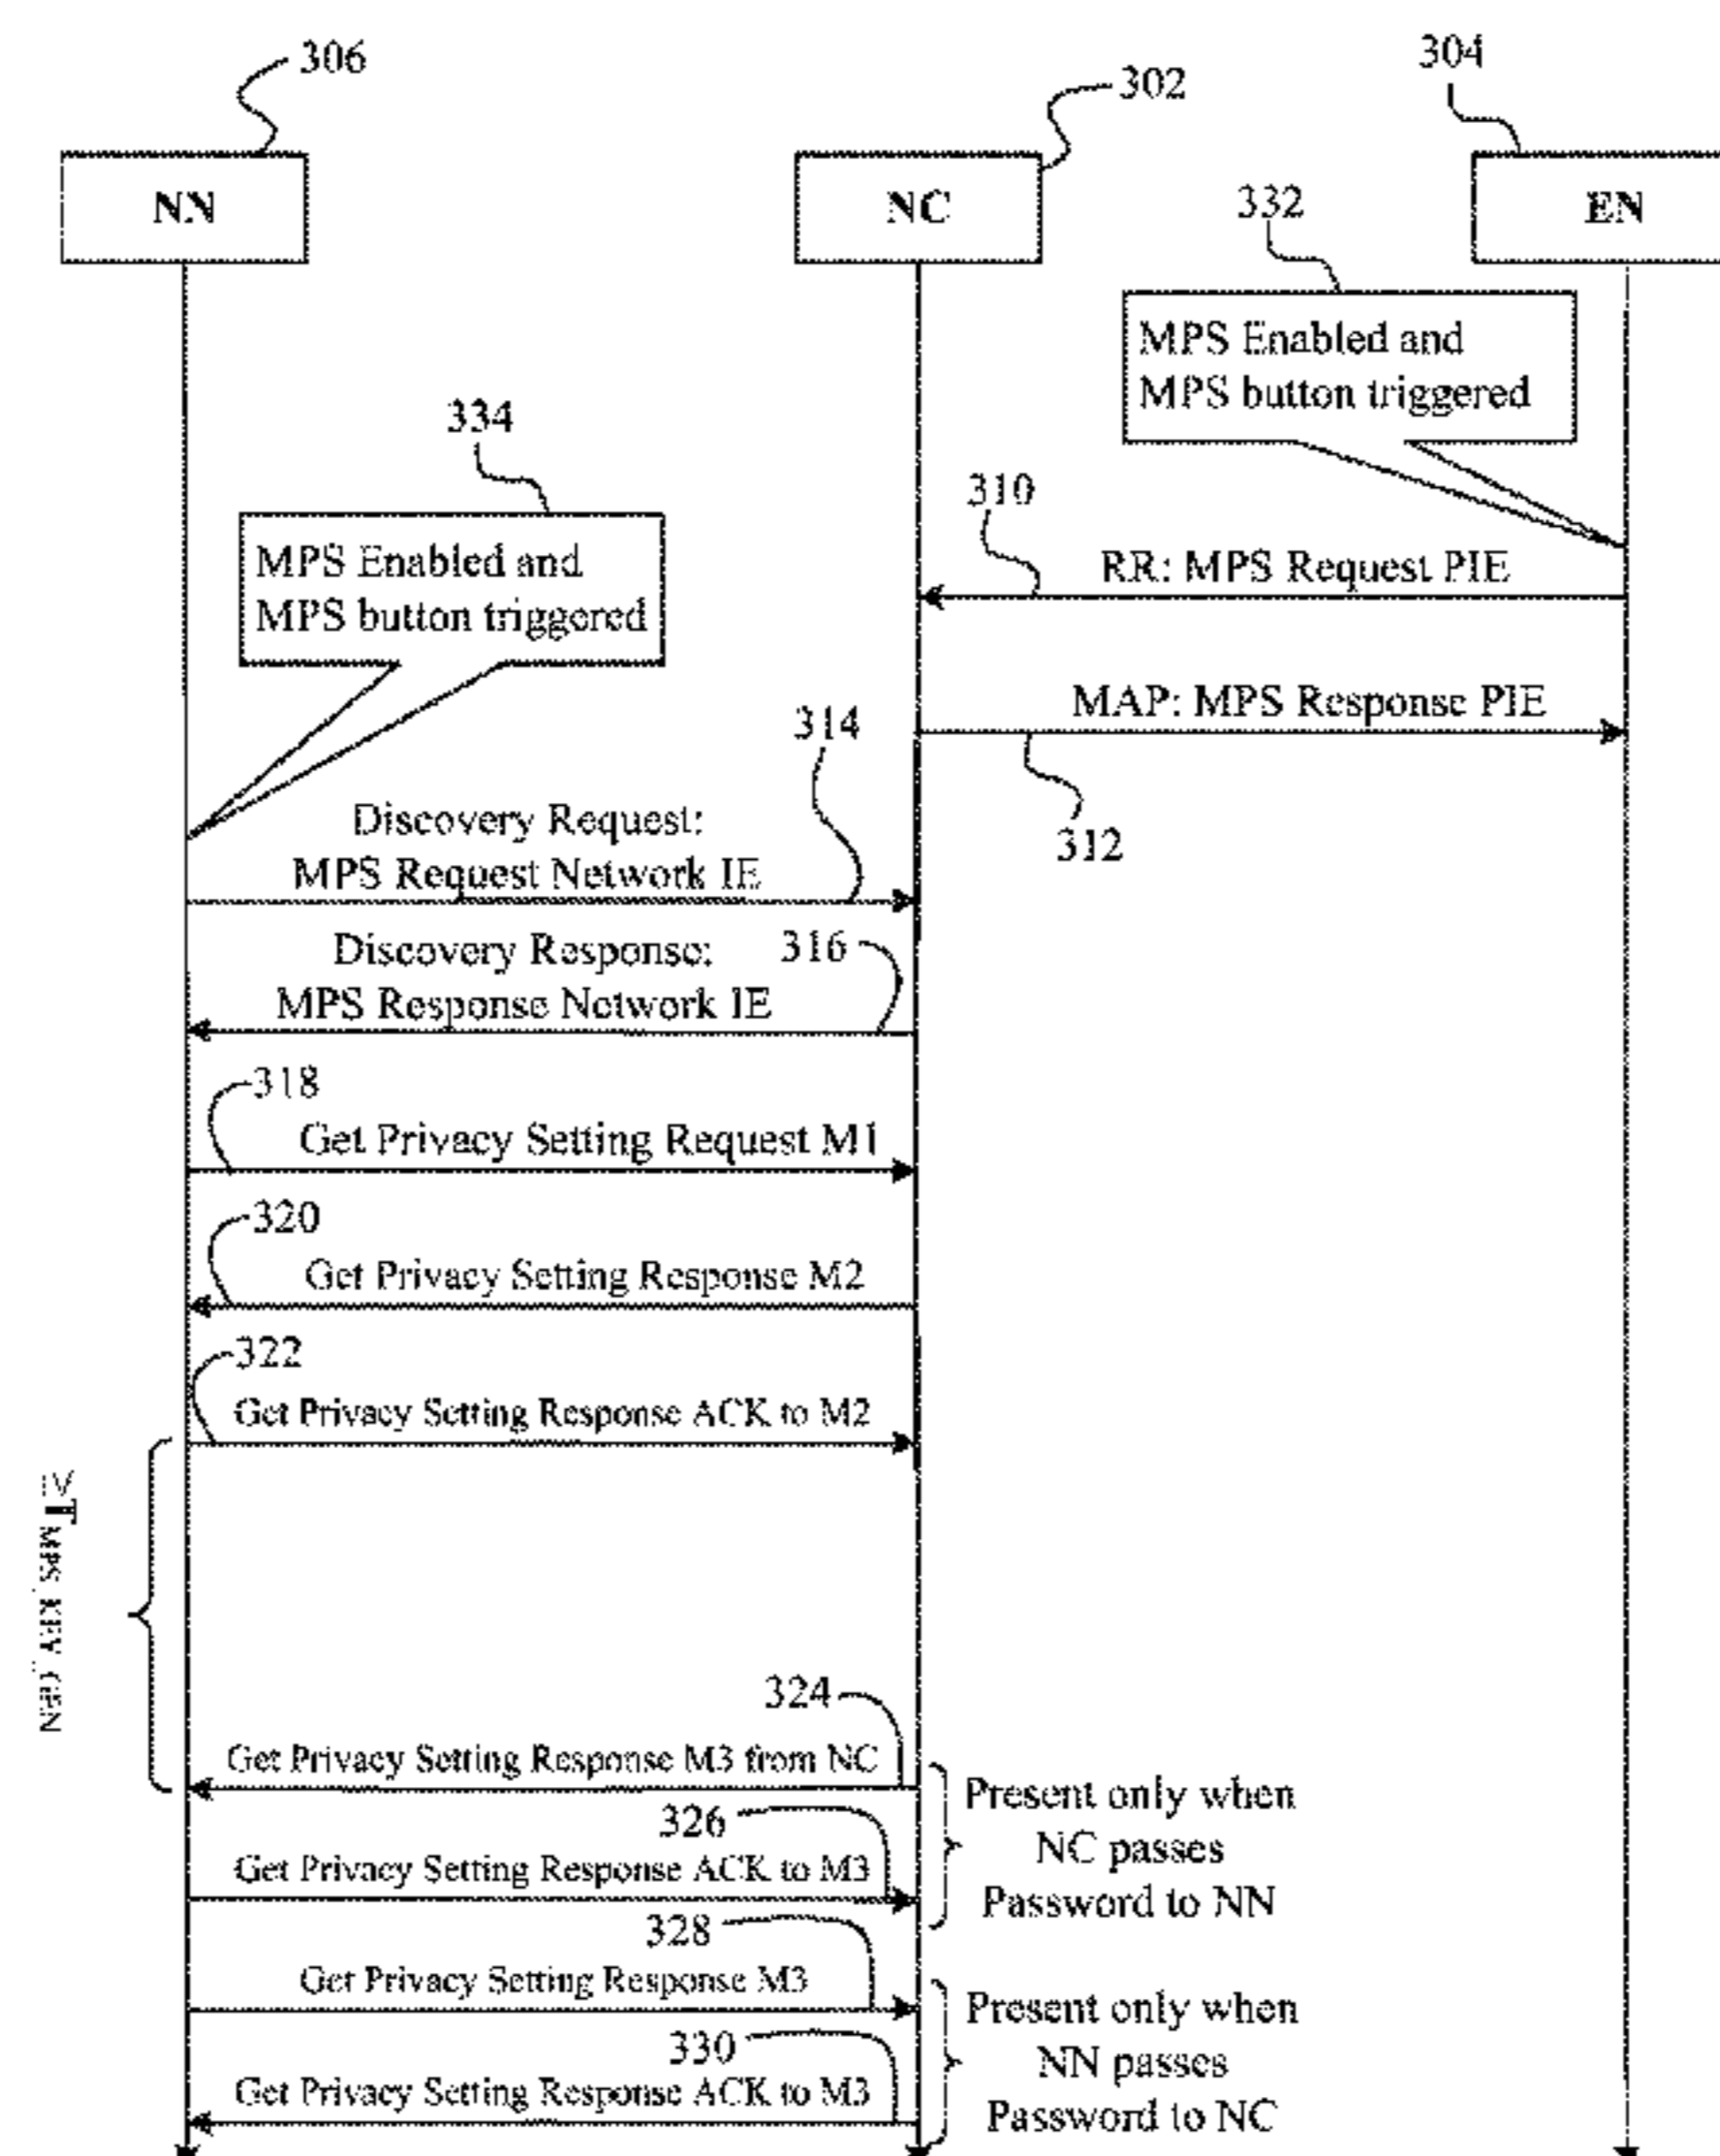 306
302
304
NN
NC
EN
332
MPS Enabled and
MPS button triggered
334
310
MPS Enabled and
MPS button triggered
RR: MPS Request PIE
MAP: MPS Response PIE
314
312
Discovery Request:
MPS Request Network IE
Discovery Response:
316
MPS Response Network IE
318
Get Privacy Setting Request M1
320
Get Privacy Setting Response M2
322
Get Privacy Setting Response ACK to M2
≥T MPS_KEY_GEN
324
Get Privacy Setting Response M3 from NC
326
Get Privacy Setting Response ACK to M3
Present only when
NC passes
Password to NN
328
Get Privacy Setting Response M3
330
Get Privacy Setting Response ACK to M3
Present only when
NN passes
Password to NC